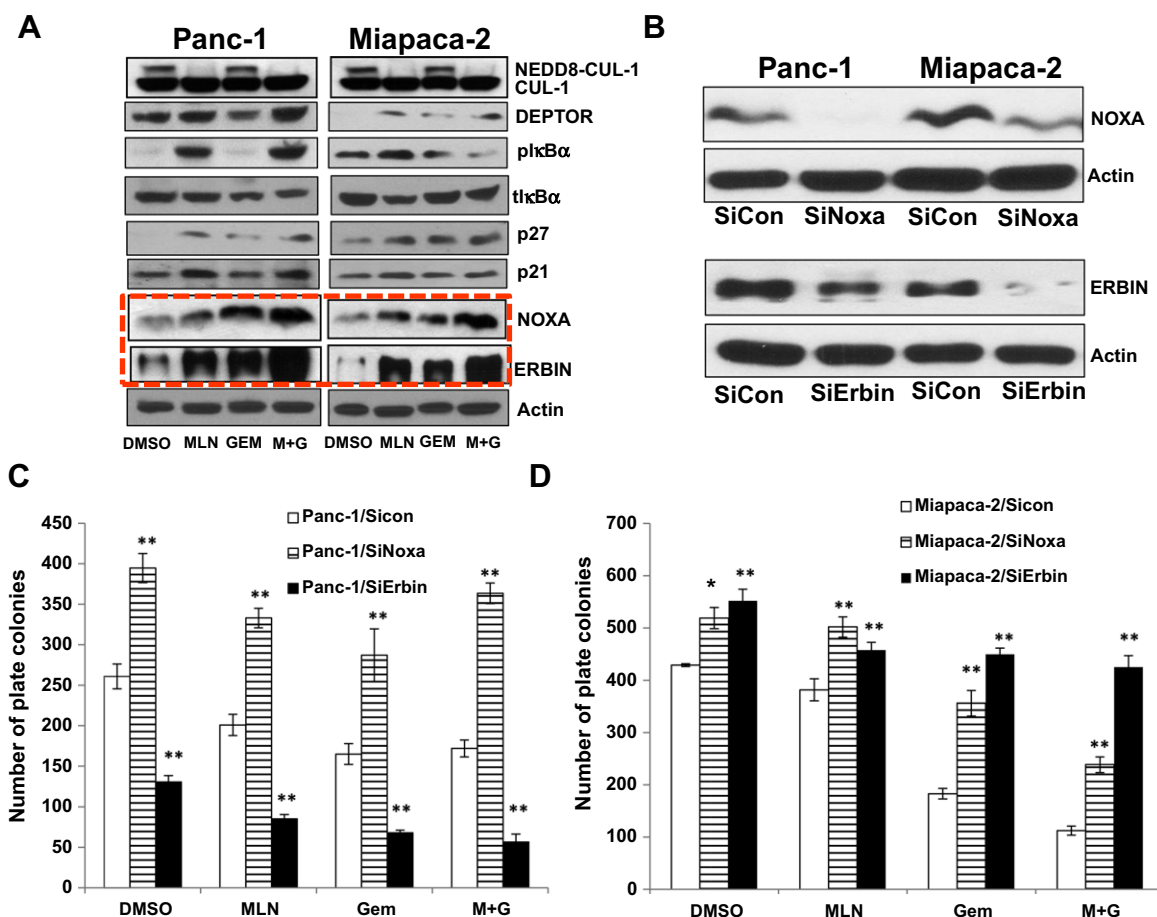 A
Panc-1 Miapaca-2
NEDD8-CUL-1
CUL-1
DEPTOR
pIκBα
tIκBα
p27
p21
NOXA
ERBIN
Actin
DMSO MLN GEM M+G DMSO MLN GEM M+G
B
Panc-1 Miapaca-2
NOXA
Actin
SiCon SiNoxa SiCon SiNoxa
ERBIN
Actin
SiCon SiErbin SiCon SiErbin
C
Number of plate colonies
450
400
350
300
250
200
150
100
50
0
Panc-1/Sicon
Panc-1/SiNoxa
Panc-1/SiErbin
** ** ** **
** ** ** **
DMSO MLN Gem M+G
D
Number of plate colonies
700
600
500
400
300
200
100
0
Miapaca-2/Sicon
Miapaca-2/SiNoxa
Miapaca-2/SiErbin
* ** ** ** ** ** ** **
DMSO MLN Gem M+G